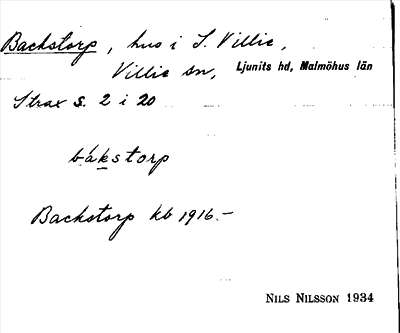 Backstorp, hus i S. Villie,
Villie sn, Ljunits hd, Malmöhus län
Strax S. 2 i 20
bákstorp
Backstorp kb 1916.-
NILS NILSSON 1934